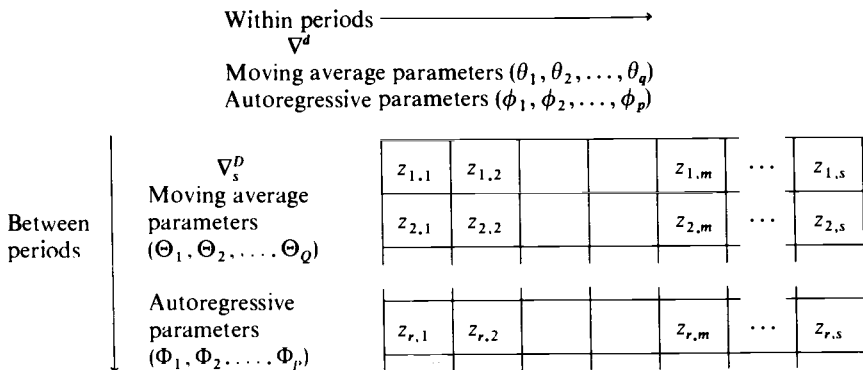 Within periods
∇^d
Moving average parameters (θ_1, θ_2, ..., θ_q)
Autoregressive parameters (ϕ_1, ϕ_2, ..., ϕ_p)
Between periods
∇_s^D
Moving average
parameters
(Θ_1, Θ_2, .... Θ_Q)
z_{1,1} z_{1,2} z_{1,m} ... z_{1,s}
z_{2,1} z_{2,2} z_{2,m} z_{2,s}
Autoregressive
parameters
(Φ_1, Φ_2. .... Φ_P)
z_{r,1} z_{r,2} z_{r,m} ... z_{r,s}